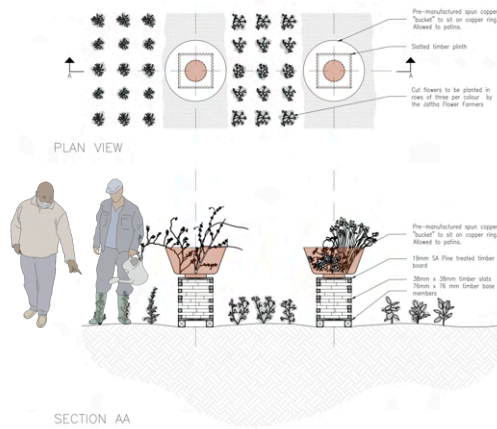 Pre-manufactured spun copper
"bucket" to sit on copper ring.
Allowed to patina.
Slatted timber plinth
Cut flowers to be planted in
rows of three per colour by
the Jaftha Flower Farmers
A
A
PLAN VIEW
Pre-manufactured spun copper
"bucket" to sit on copper ring.
Allowed to patina.
19mm SA Pine treated timber
board
38mm x 38mm timber slats
76mm x 76 mm timber base
members
SECTION AA